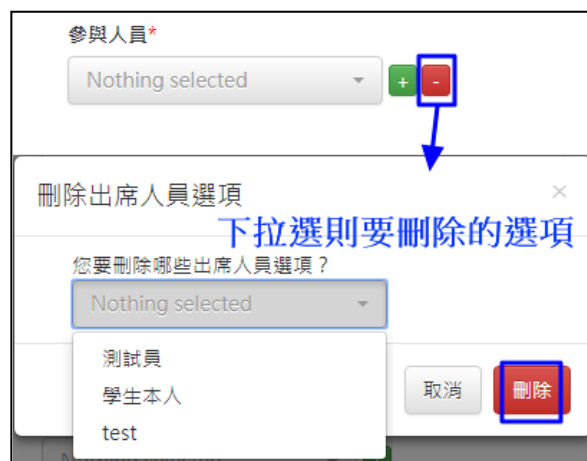 參與人員*
Nothing selected
+ -
刪除出席人員選項 ×
下拉選則要刪除的選項
您要刪除哪些出席人員選項？
Nothing selected
測試員
學生本人
test
取消 刪除